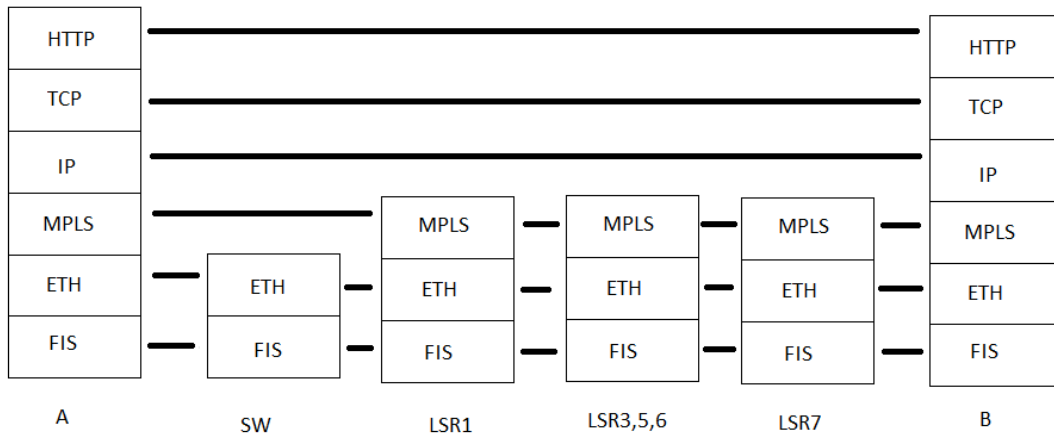 HTTP HTTP
TCP TCP
IP IP
MPLS MPLS MPLS MPLS MPLS
ETH ETH ETH ETH ETH ETH
FIS FIS FIS FIS FIS FIS
A SW LSR1 LSR3,5,6 LSR7 B